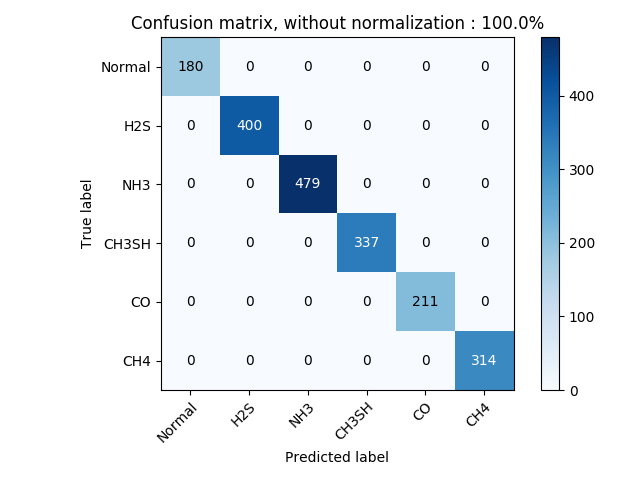 Confusion matrix, without normalization : 100.0%
Normal 180 0 0 0 0 0
H2S 0 400 0 0 0 0
NH3 0 0 479 0 0 0
CH3SH 0 0 0 337 0 0
CO 0 0 0 0 211 0
CH4 0 0 0 0 0 314
True label
Normal H2S NH3 CH3SH CO CH4
Predicted label
400
300
200
100
0